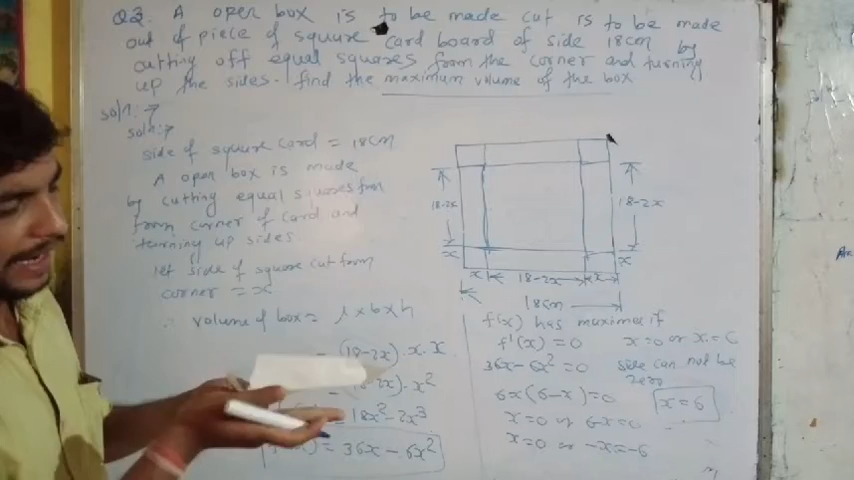 Q2. A open box is to be made cut is to be made
out of piece of square card board of side 18cm by
cutting off equal squares form the corner and turning
up the sides. find the maximum volume of the box
soln:→
soln:→
side of square card = 18cm
A open box is made
by cutting equal squares from
form corner of card and
turning up sides
let side of square cut form
corner = x
∴ volume of box = l×b×h
= (18-2x).x.x
18-2x).x²
= 18x²-2x³
= 36x-6x²
18-2x
18-2x
x
x
x
18-2x
x
18cm
f(x) has maxima if
f'(x) = 0
36x-6x²=0
6x(6-x)=0
x=0 or 6-x=0
x=0 or -x=-6
x=0 or x=6
side can not be
zero
x=6